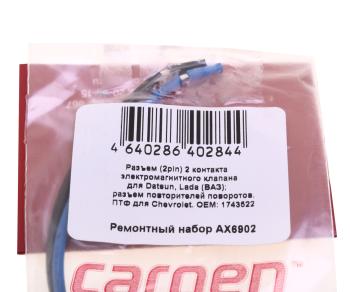 4 640286 402844
Разъем (2pin) 2 контакта
электромагнитного клапана
для Datsun, Lada (ВАЗ);
разъем повторителей поворотов.
ПТФ для Chevrolet. OEM: 1743522
Ремонтный набор AX6902
cargen